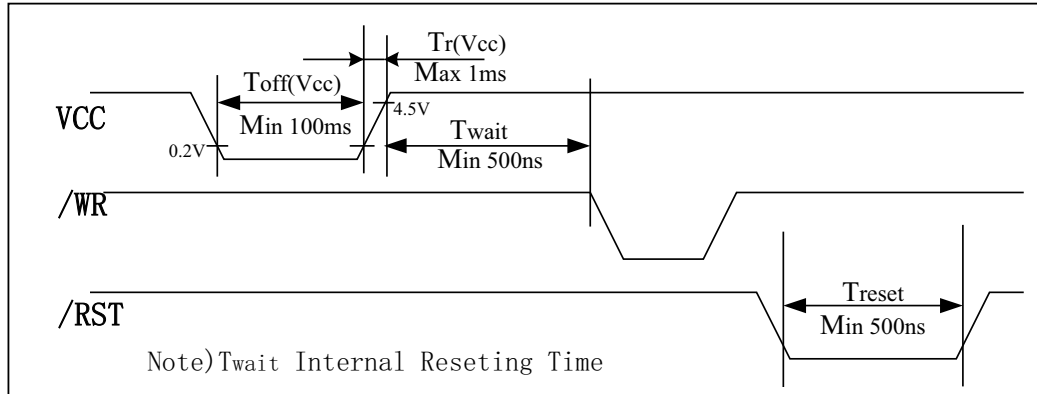 Tr(Vcc)
Max 1ms
Toff(Vcc)
Min 100ms
VCC
4.5V
0.2V
Twait
Min 500ns
/WR
/RST
Treset
Min 500ns
Note)Twait Internal Reseting Time